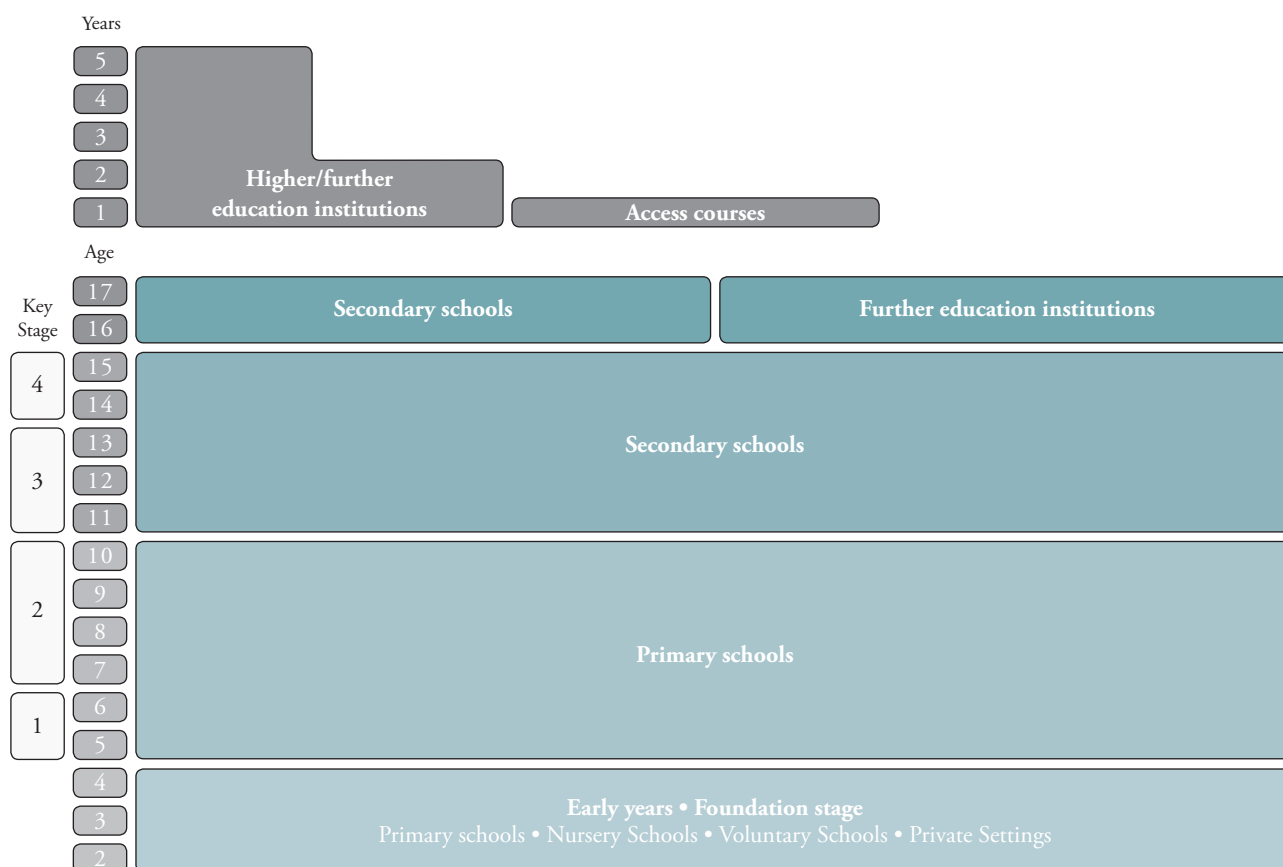 Years
5
4
3
2
1
Higher/further
education institutions
Access courses
Age
Key
Stage
17
16
Secondary schools
Further education institutions
4
15
14
3
13
12
11
Secondary schools
2
10
9
8
7
1
6
5
Primary schools
4
3
2
Early years • Foundation stage
Primary schools • Nursery Schools • Voluntary Schools • Private Settings